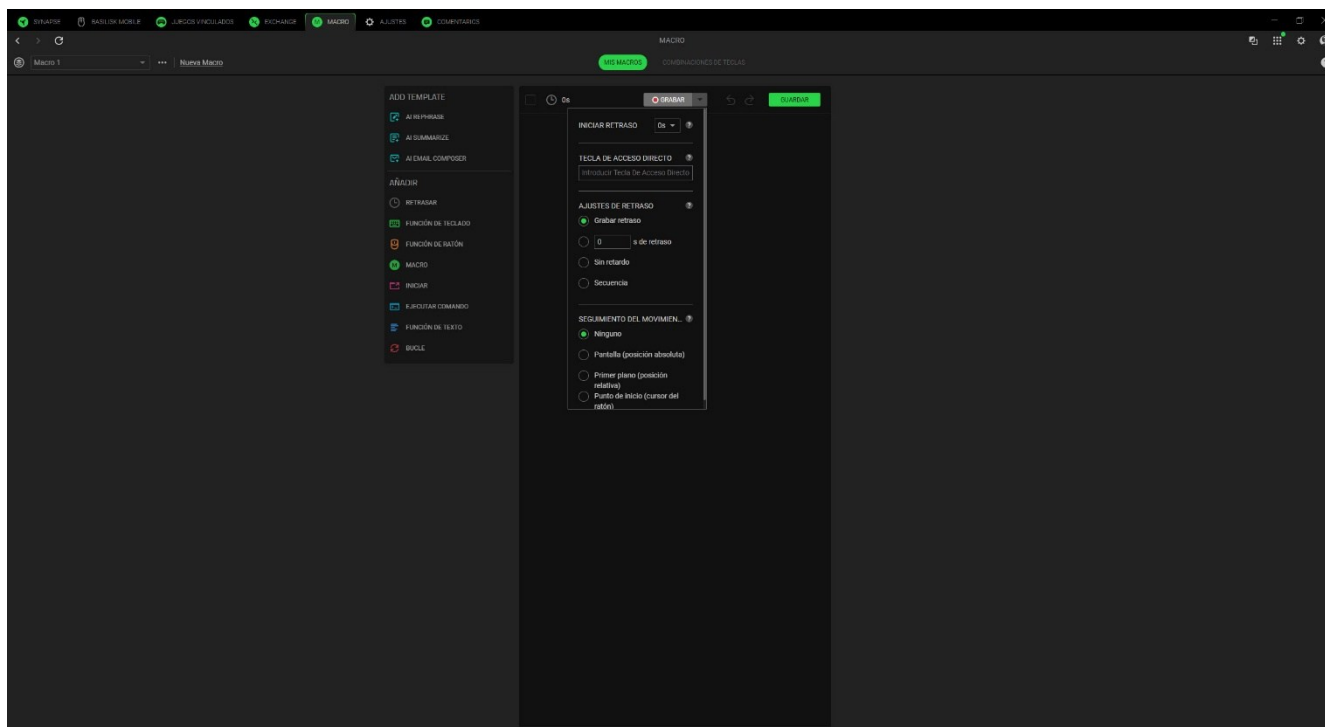 SYNAPSE BASILISK MOBILE JUEGOS VINCULADOS EXCHANGE MACRO AJUSTES COMENTARIOS
MACRO
Macro 1 Nueva Macro MIS MACROS COMBINACIONES DE TECLAS
ADD TEMPLATE
AI REPHRASE
AI SUMMARIZE
AI EMAIL COMPOSER
AÑADIR
RETRASAR
FUNCIÓN DE TECLADO
FUNCIÓN DE RATÓN
MACRO
INICIAR
EJECUTAR COMANDO
FUNCIÓN DE TEXTO
BUCLE
0s GRABAR GUARDAR
INICIAR RETRASO 0s
TECLA DE ACCESO DIRECTO
Introducir Tecla De Acceso Directo
AJUSTES DE RETRASO
Grabar retraso
0 s de retraso
Sin retardo
Secuencia
SEGUIMIENTO DEL MOVIMIEN...
Ninguno
Pantalla (posición absoluta)
Primer plano (posición
relativa)
Punto de inicio (cursor del
ratón)